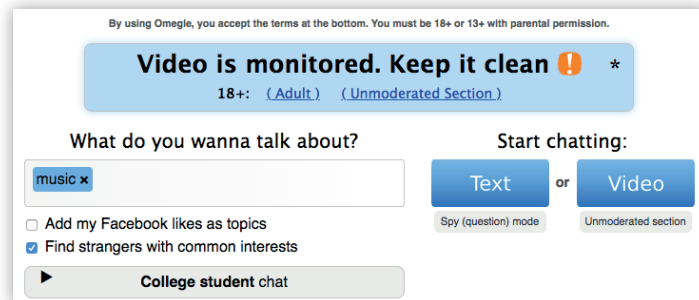 By using Omegle, you accept the terms at the bottom. You must be 18+ or 13+ with parental permission.
Video is monitored. Keep it clean ! *
18+: ( Adult ) ( Unmoderated Section )
What do you wanna talk about?
music ×
Add my Facebook likes as topics
Find strangers with common interests
College student chat
Start chatting:
Text or Video
Spy (question) mode Unmoderated section